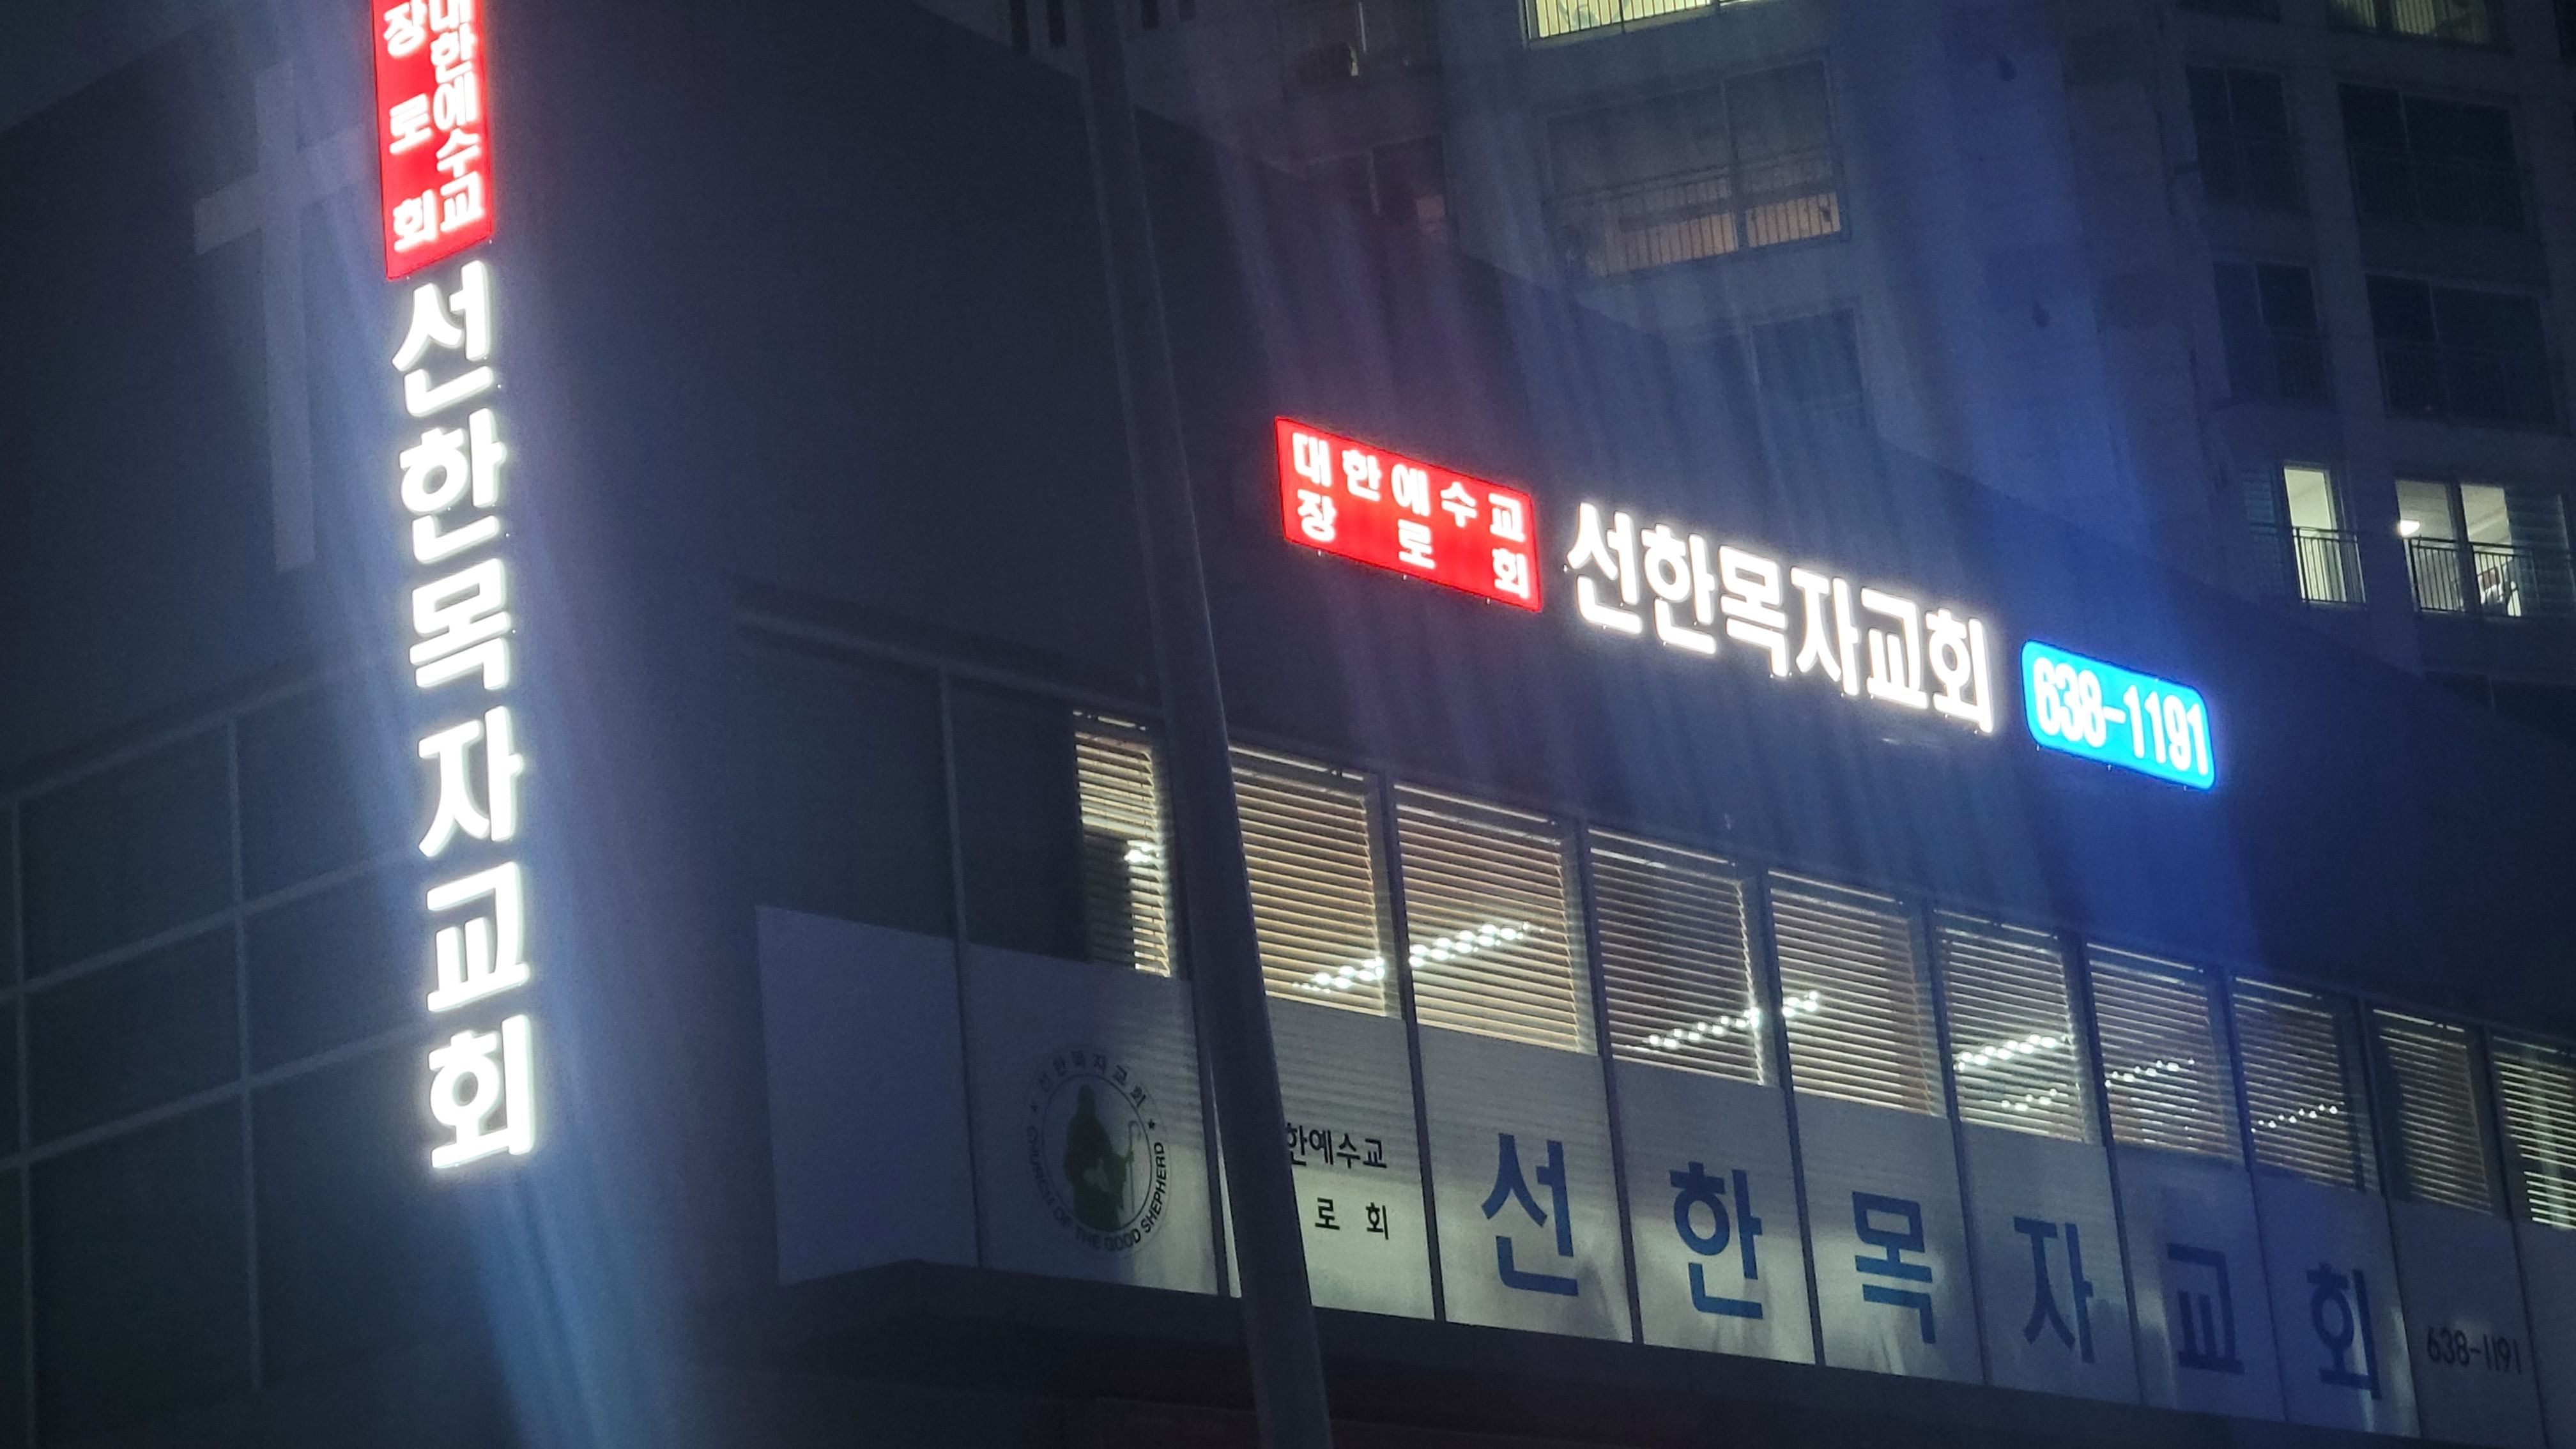 대한예수교
장로회
선한목자교회
대한예수교
장로회
선한목자교회
638-1191
선한목자교회
CHURCH OF THE GOOD SHEPHERD
한예수교
로회
선한목자교회
638-1191